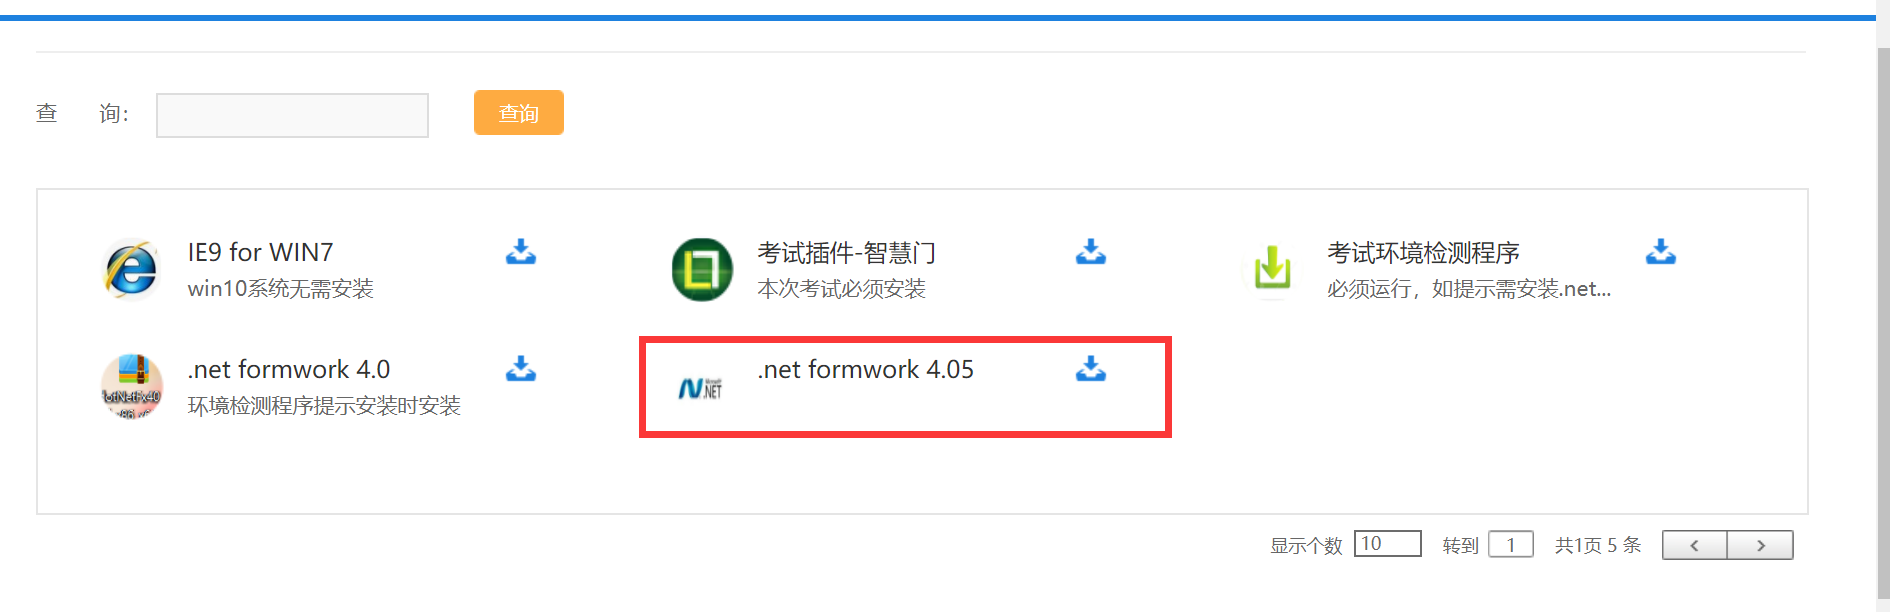 查 询：
查询
IE9 for WIN7
win10系统无需安装
考试插件-智慧门
本次考试必须安装
考试环境检测程序
必须运行，如提示需安装.net...
.net formwork 4.0
环境检测程序提示安装时安装
.net formwork 4.05
.NET
显示个数 10 转到 1 共1页 5 条